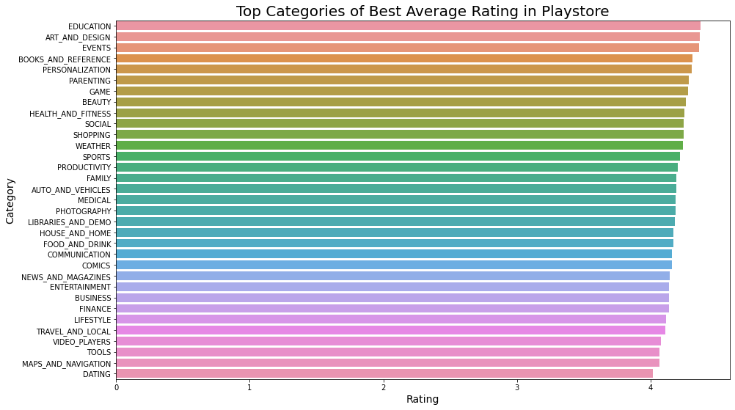 Top Categories of Best Average Rating in Playstore
Category
EDUCATION
ART_AND_DESIGN
EVENTS
BOOKS_AND_REFERENCE
PERSONALIZATION
PARENTING
GAME
BEAUTY
HEALTH_AND_FITNESS
SOCIAL
SHOPPING
WEATHER
SPORTS
PRODUCTIVITY
FAMILY
AUTO_AND_VEHICLES
MEDICAL
PHOTOGRAPHY
LIBRARIES_AND_DEMO
HOUSE_AND_HOME
FOOD_AND_DRINK
COMMUNICATION
COMICS
NEWS_AND_MAGAZINES
ENTERTAINMENT
BUSINESS
FINANCE
LIFESTYLE
TRAVEL_AND_LOCAL
VIDEO_PLAYERS
TOOLS
MAPS_AND_NAVIGATION
DATING
0 1 2 3 4
Rating